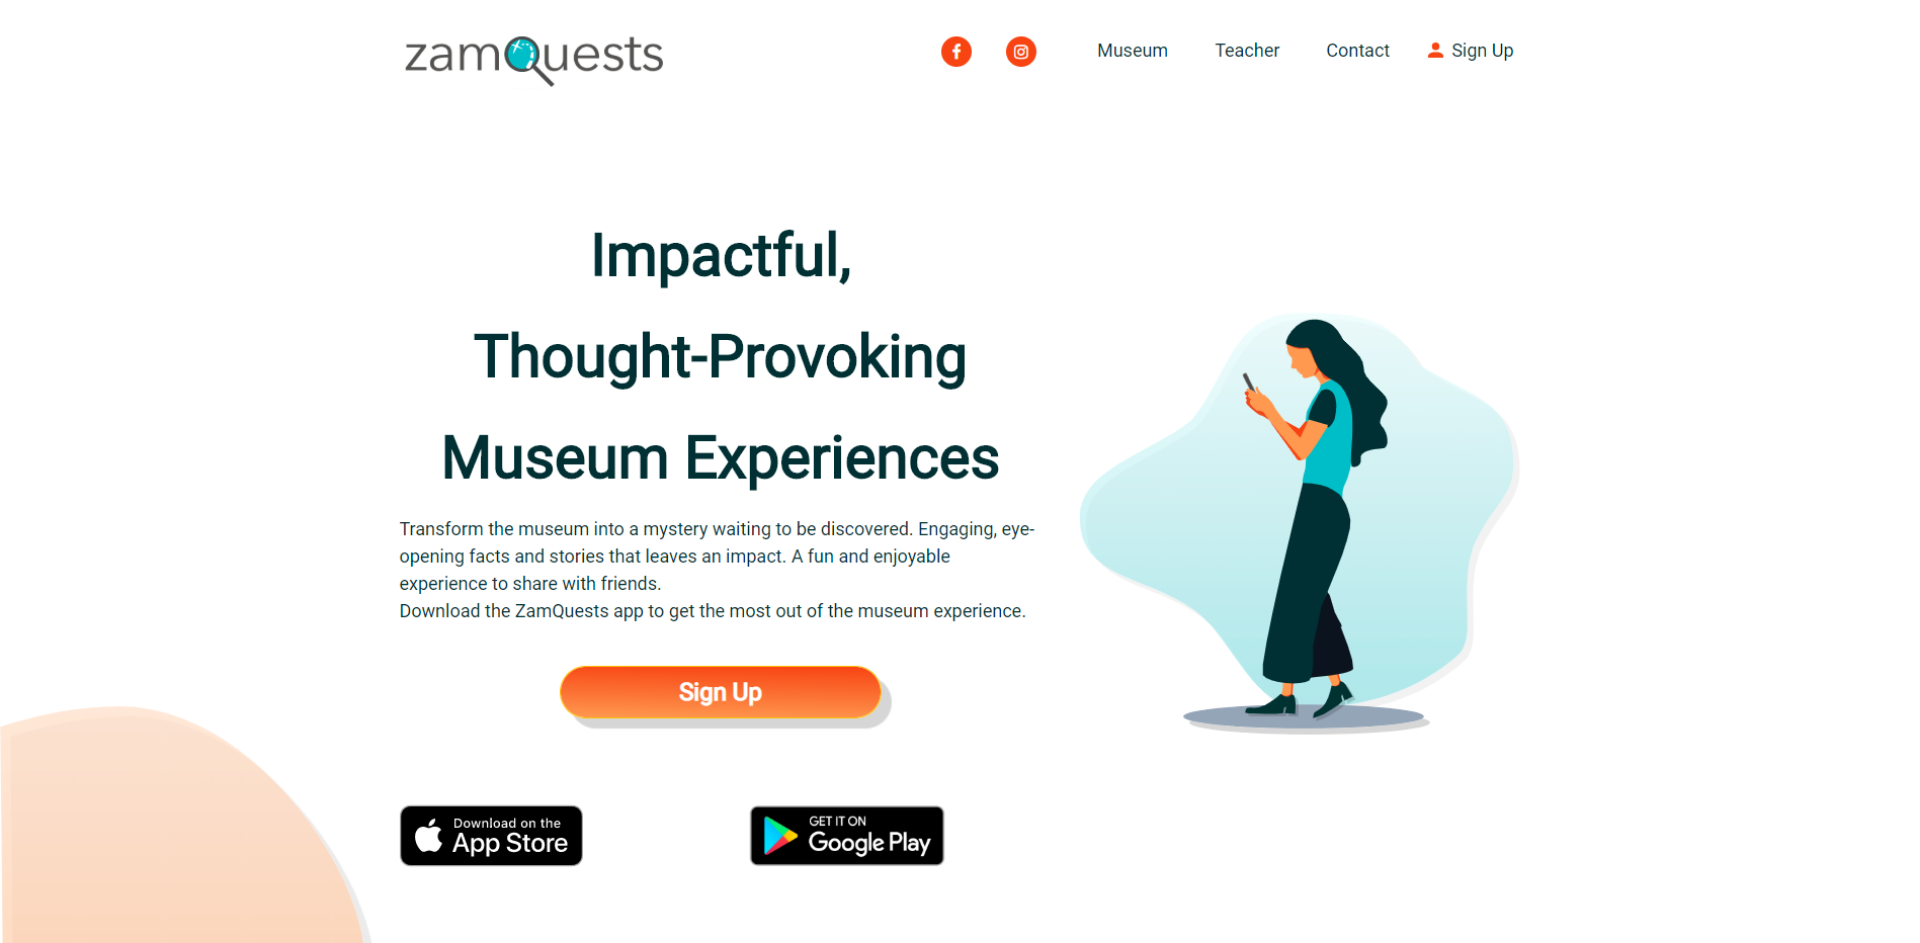 zamQuests
Museum
Teacher
Contact
Sign Up
Impactful,
Thought-Provoking
Museum Experiences
Transform the museum into a mystery waiting to be discovered. Engaging, eye-
opening facts and stories that leaves an impact. A fun and enjoyable
experience to share with friends.
Download the ZamQuests app to get the most out of the museum experience.
Sign Up
Download on the
App Store
GET IT ON
Google Play